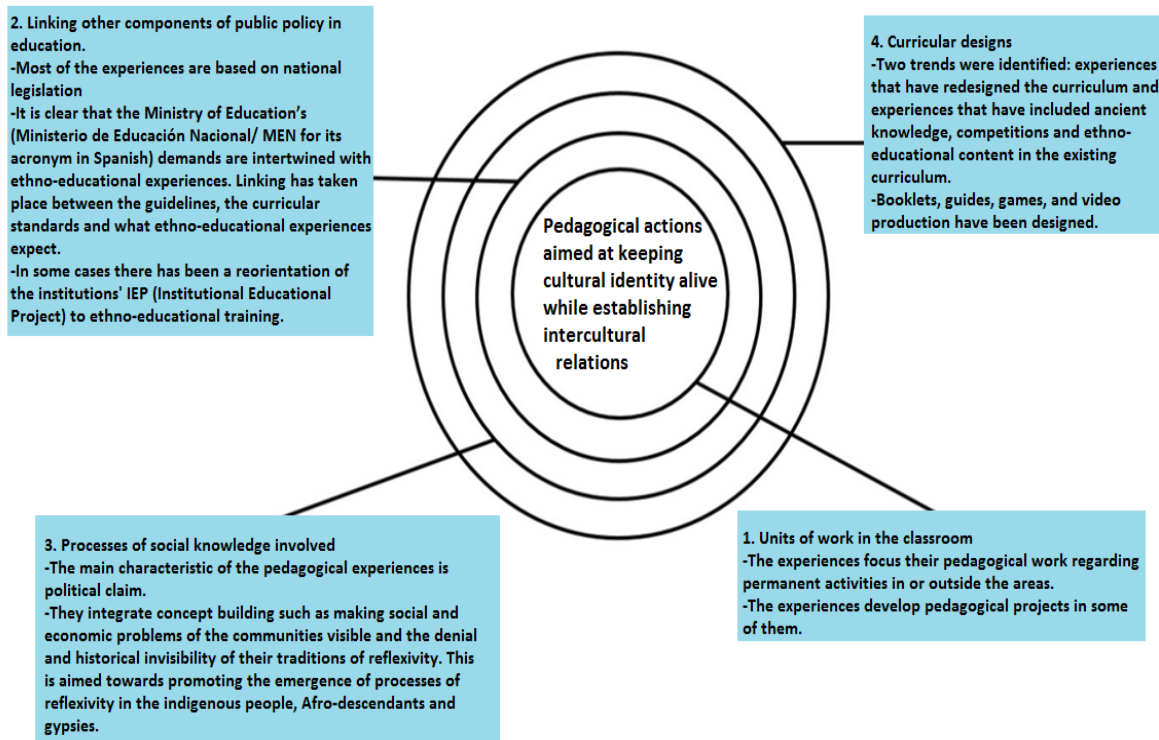 2. Linking other components of public policy in
education.
-Most of the experiences are based on national
legislation
-It is clear that the Ministry of Education’s
(Ministerio de Educación Nacional/ MEN for its
acronym in Spanish) demands are intertwined with
ethno-educational experiences. Linking has taken
place between the guidelines, the curricular
standards and what ethno-educational experiences
expect.
-In some cases there has been a reorientation of
the institutions' IEP (Institutional Educational
Project) to ethno-educational training.
4. Curricular designs
-Two trends were identified: experiences
that have redesigned the curriculum and
experiences that have included ancient
knowledge, competitions and ethno-
educational content in the existing
curriculum.
-Booklets, guides, games, and video
production have been designed.
Pedagogical actions
aimed at keeping
cultural identity alive
while establishing
intercultural
relations
3. Processes of social knowledge involved
-The main characteristic of the pedagogical experiences is
political claim.
-They integrate concept building such as making social and
economic problems of the communities visible and the denial
and historical invisibility of their traditions of reflexivity. This
is aimed towards promoting the emergence of processes of
reflexivity in the indigenous people, Afro-descendants and
gypsies.
1. Units of work in the classroom
-The experiences focus their pedagogical work regarding
permanent activities in or outside the areas.
-The experiences develop pedagogical projects in some
of them.